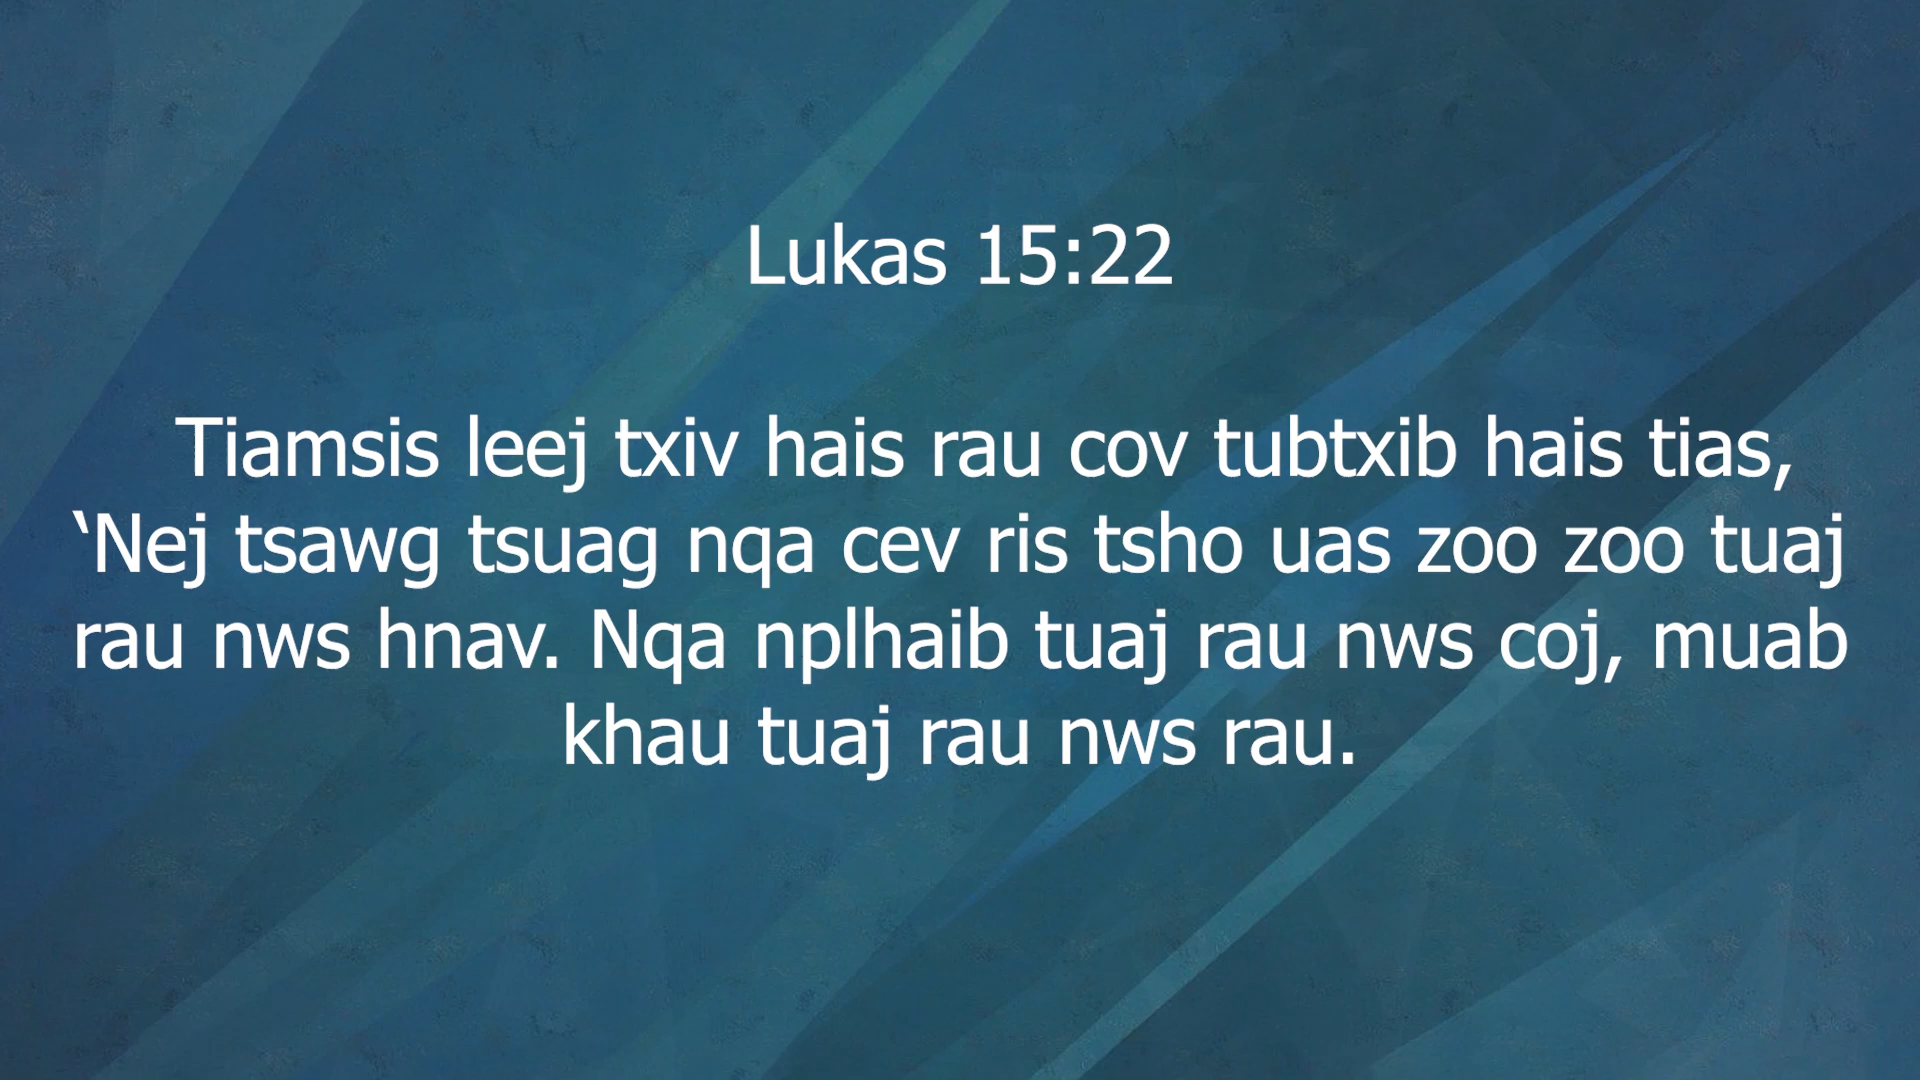 Lukas 15:22
Tiamsis leej txiv hais rau cov tubtxib hais tias,
‘Nej tsawg tsuag nqa cev ris tsho uas zoo zoo tuaj
rau nws hnav. Nqa nplhaib tuaj rau nws coj, muab
khau tuaj rau nws rau.